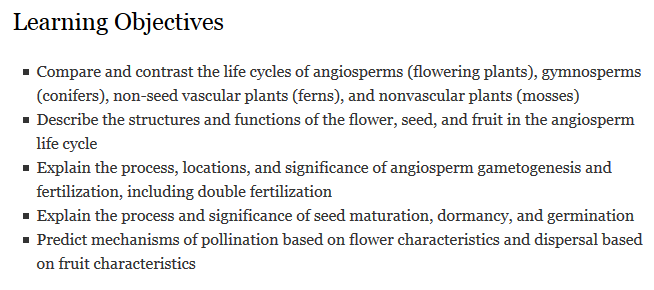 Learning Objectives
▪ Compare and contrast the life cycles of angiosperms (flowering plants), gymnosperms
(conifers), non-seed vascular plants (ferns), and nonvascular plants (mosses)
▪ Describe the structures and functions of the flower, seed, and fruit in the angiosperm
life cycle
▪ Explain the process, locations, and significance of angiosperm gametogenesis and
fertilization, including double fertilization
▪ Explain the process and significance of seed maturation, dormancy, and germination
▪ Predict mechanisms of pollination based on flower characteristics and dispersal based
on fruit characteristics